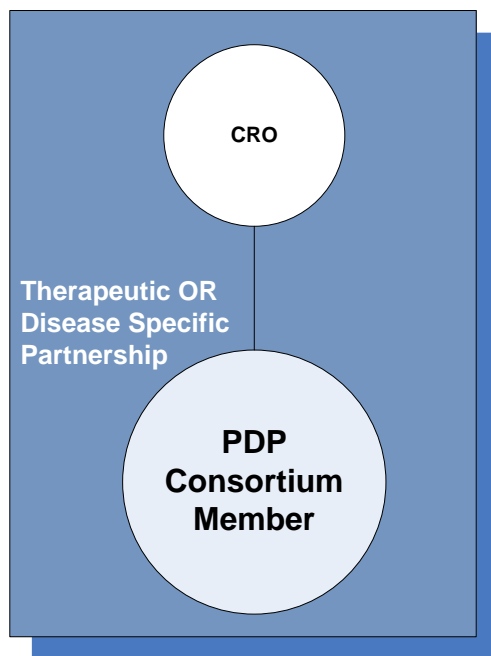 CRO
Therapeutic OR
Disease Specific
Partnership
PDP
Consortium
Member